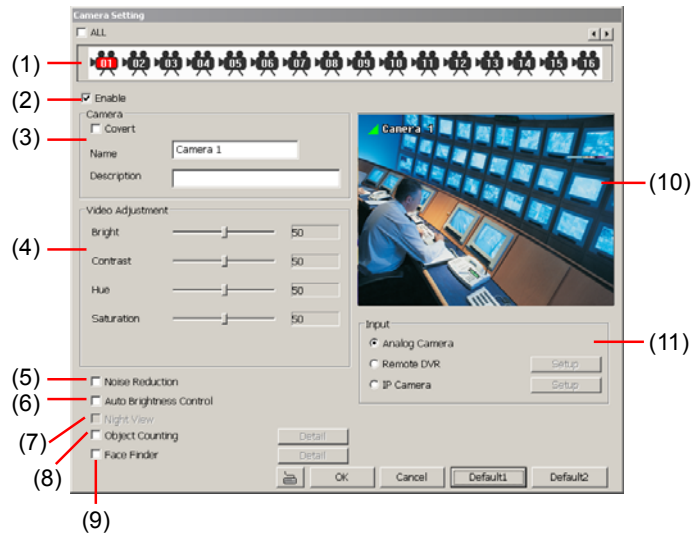 Camera Setting
ALL
(1)
01 02 03 04 05 06 07 08 09 10 11 12 13 14 15 16
(2)
Enable
Camera
(3)
Covert
Name
Camera 1
Description
Camera 1
(10)
Video Adjustment
(4)
Bright
50
Contrast
50
Hue
50
Saturation
50
Input
Analog Camera
(11)
Remote DVR
Setup
IP Camera
Setup
(5)
Noise Reduction
(6)
Auto Brightness Control
(7)
Night View
(8)
Object Counting
Detail
Face Finder
Detail
(9)
OK
Cancel
Default1
Default2